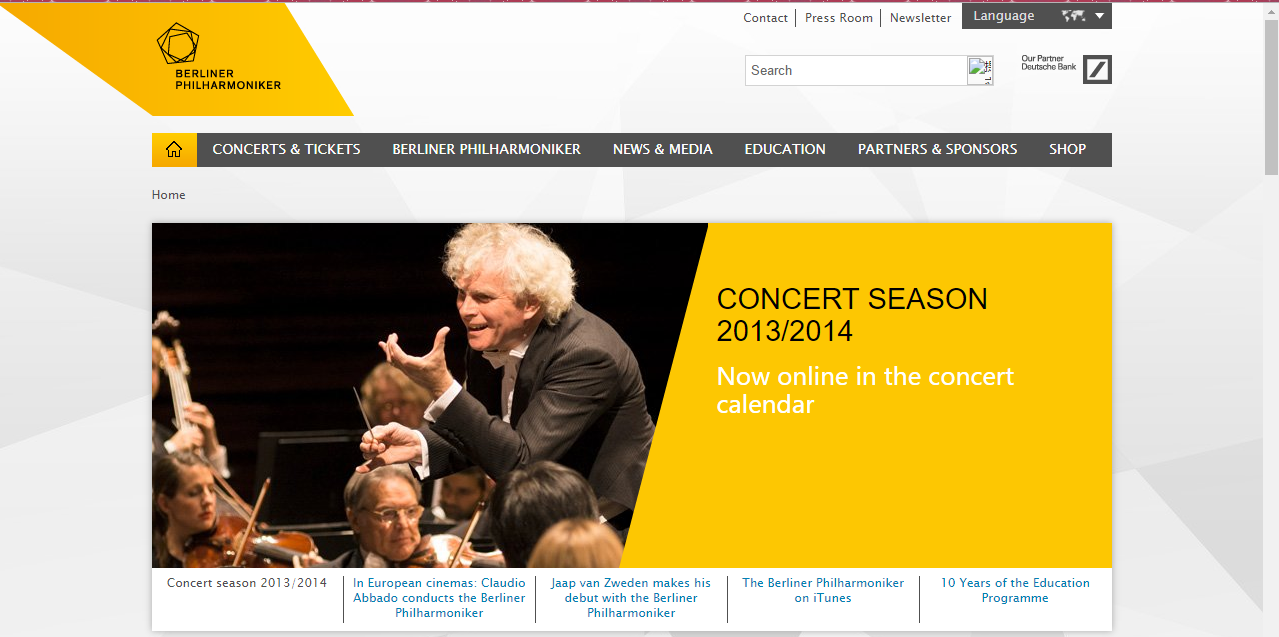 Contact
Press Room
Newsletter
Language
BERLINER
PHILHARMONIKER
Search
Our Partner
Deutsche Bank
CONCERTS & TICKETS
BERLINER PHILHARMONIKER
NEWS & MEDIA
EDUCATION
PARTNERS & SPONSORS
SHOP
Home
CONCERT SEASON
2013/2014
Now online in the concert
calendar
Concert season 2013/2014
In European cinemas: Claudio
Abbado conducts the Berliner
Philharmoniker
Jaap van Zweden makes his
debut with the Berliner
Philharmoniker
The Berliner Philharmoniker
on iTunes
10 Years of the Education
Programme